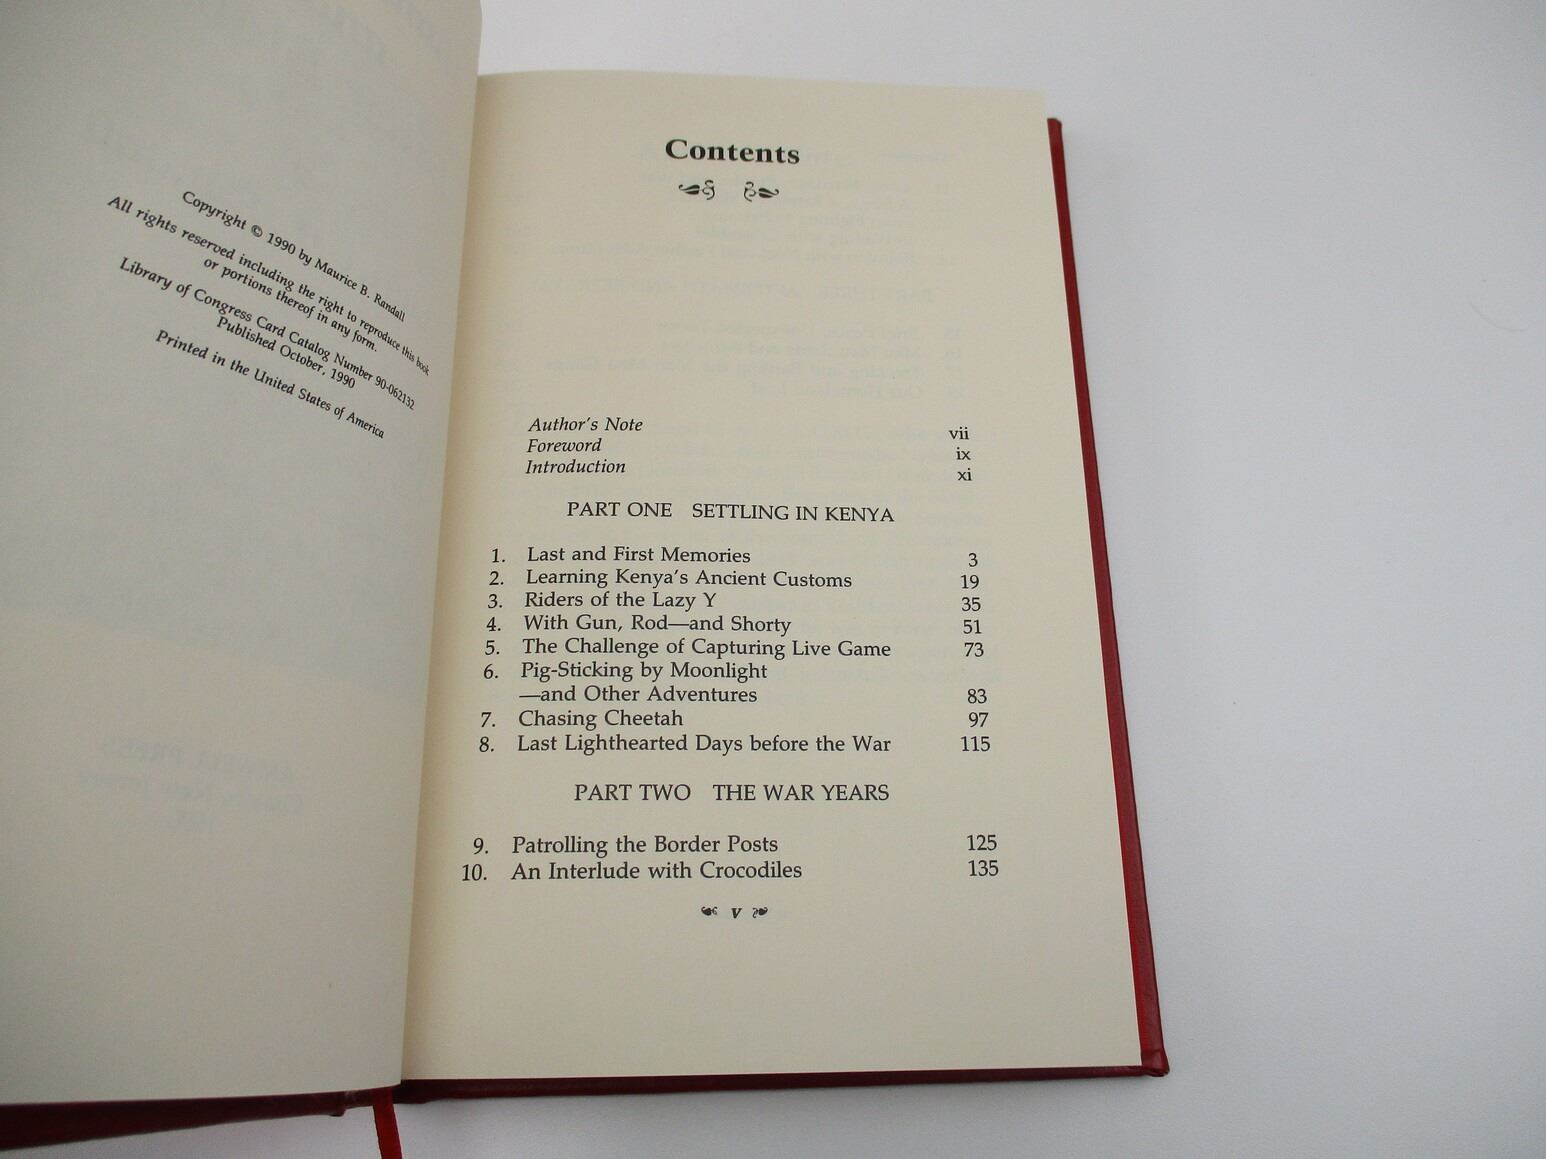 Copyright © 1990 by Maurice B. Randall
All rights reserved including the right to reproduce this book
or portions thereof in any form.
Library of Congress Card Catalog Number 90-062132
Published October, 1990
Printed in the United States of America
Contents
Author's Note vii
Foreword ix
Introduction xi
PART ONE SETTLING IN KENYA
1. Last and First Memories 3
2. Learning Kenya's Ancient Customs 19
3. Riders of the Lazy Y 35
4. With Gun, Rod—and Shorty 51
5. The Challenge of Capturing Live Game 73
6. Pig-Sticking by Moonlight
—and Other Adventures 83
7. Chasing Cheetah 97
8. Last Lighthearted Days before the War 115
PART TWO THE WAR YEARS
9. Patrolling the Border Posts 125
10. An Interlude with Crocodiles 135
v